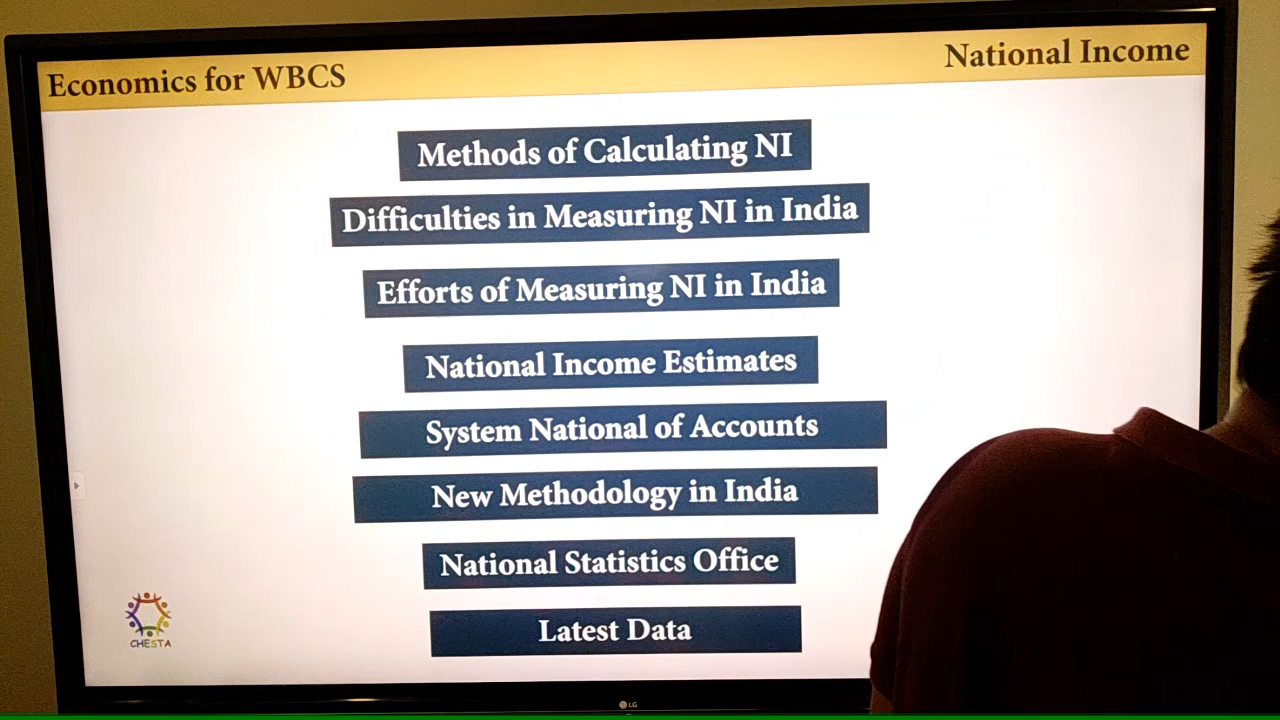 Economics for WBCS
National Income
Methods of Calculating NI
Difficulties in Measuring NI in India
Efforts of Measuring NI in India
National Income Estimates
System National of Accounts
New Methodology in India
National Statistics Office
Latest Data
CHESTA
LG